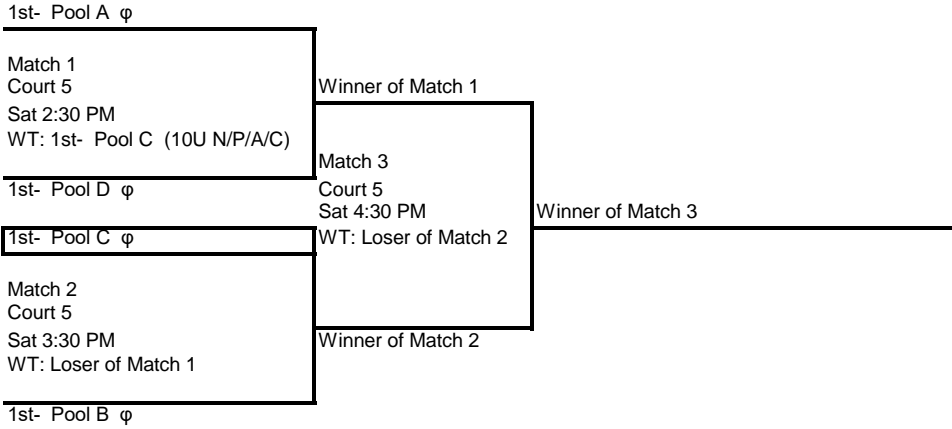 1st- Pool A φ
Match 1
Court 5
Sat 2:30 PM
WT: 1st- Pool C (10U N/P/A/C)
1st- Pool D φ
Winner of Match 1
Match 3
Court 5
Sat 4:30 PM
WT: Loser of Match 2
Winner of Match 3
1st- Pool C φ
Match 2
Court 5
Sat 3:30 PM
WT: Loser of Match 1
Winner of Match 2
1st- Pool B φ